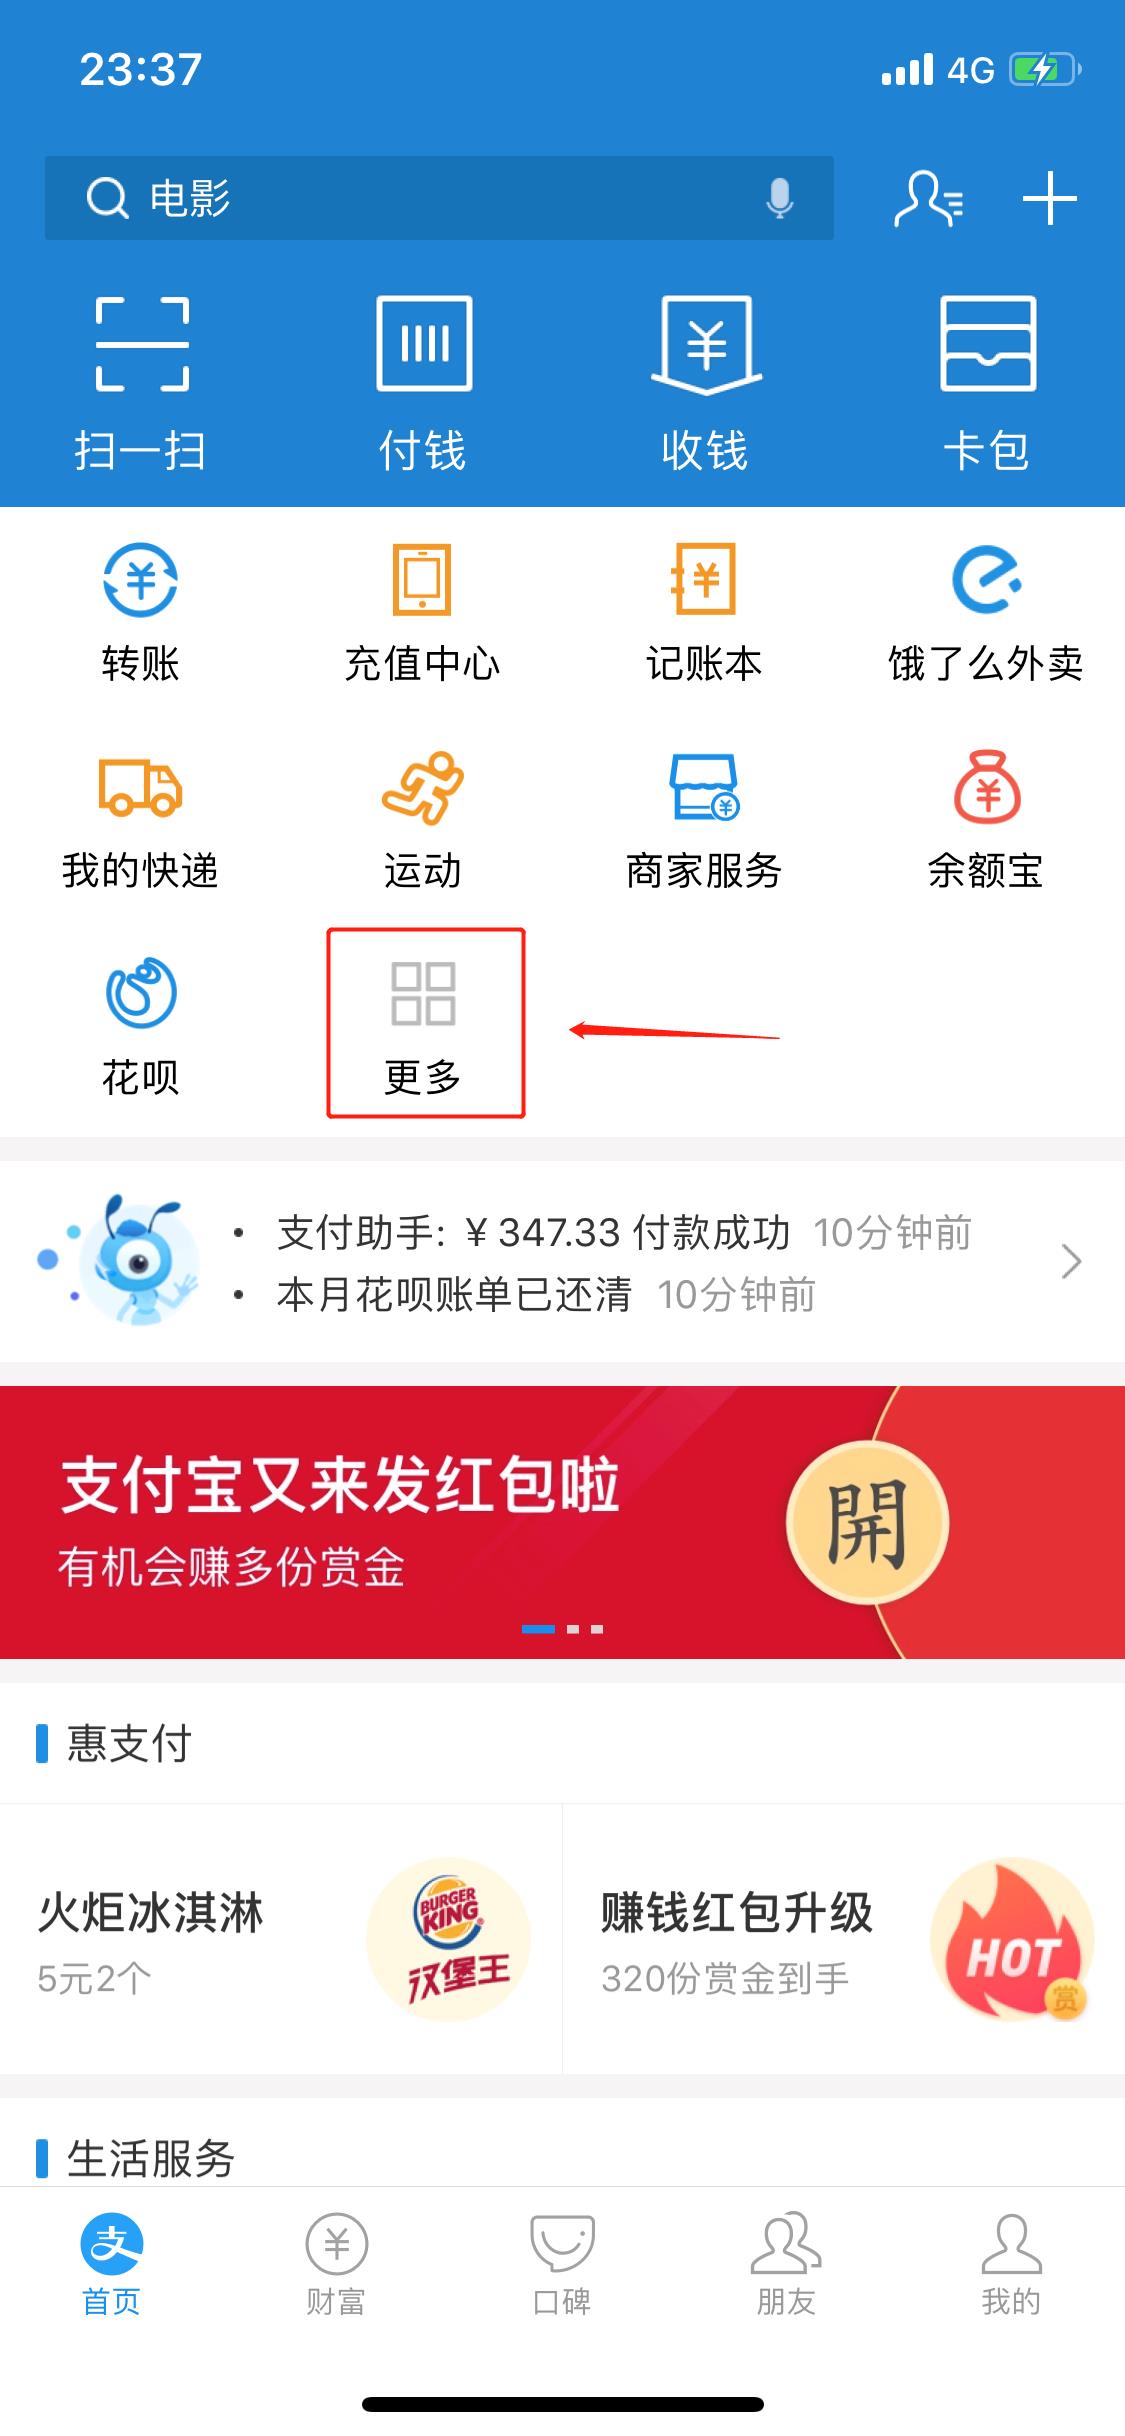 23:37 4G
电影
扫一扫 付钱 收钱 卡包
转账 充值中心 记账本 饿了么外卖
我的快递 运动 商家服务 余额宝
花呗 更多
支付助手: ¥ 347.33 付款成功 10分钟前
本月花呗账单已还清 10分钟前
支付宝又来发红包啦
有机会赚多份赏金
開
惠支付
火炬冰淇淋
5元2个
BURGER
KING
汉堡王
赚钱红包升级
320份赏金到手
HOT
赏
生活服务
支
首页 财富 口碑 朋友 我的